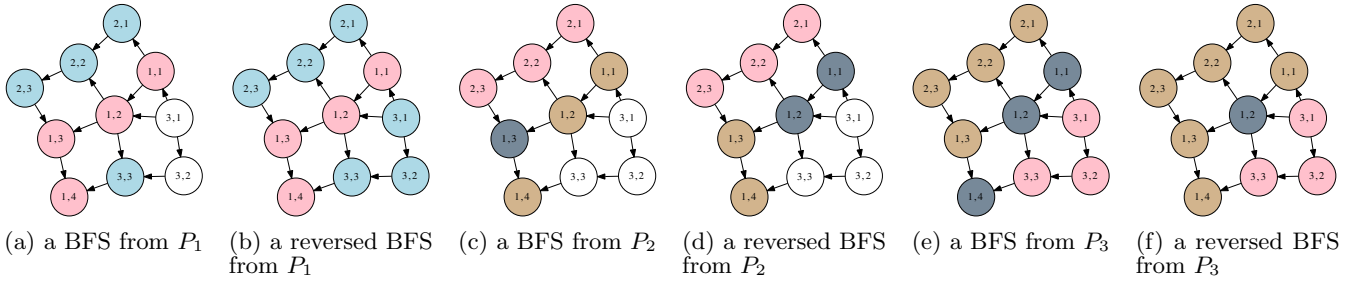 2,1 2,1 2,1 2,1 2,1 2,1
2,2 2,2 2,2 2,2 2,2 2,2
1,1 1,1 1,1 1,1 1,1 1,1
2,3 2,3 2,3 2,3 2,3 2,3
1,2 1,2 1,2 1,2 1,2 1,2
3,1 3,1 3,1 3,1 3,1 3,1
1,3 1,3 1,3 1,3 1,3 1,3
3,3 3,3 3,3 3,3 3,3 3,3
3,2 3,2 3,2 3,2 3,2 3,2
1,4 1,4 1,4 1,4 1,4 1,4
(a) a BFS from P₁
(b) a reversed BFS
from P₁
(c) a BFS from P₂
(d) a reversed BFS
from P₂
(e) a BFS from P₃
(f) a reversed BFS
from P₃